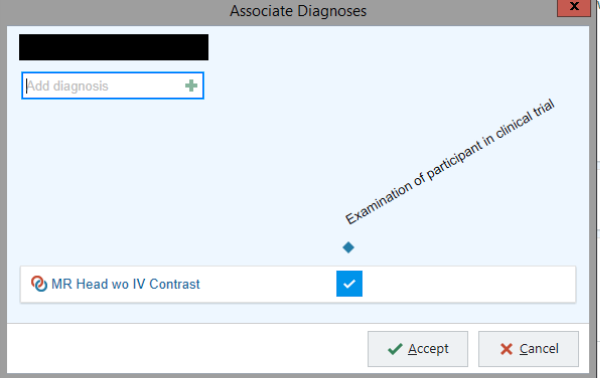 Associate Diagnoses
x
Add diagnosis
Examination of participant in clinical trial
MR Head wo IV Contrast
Accept
Cancel